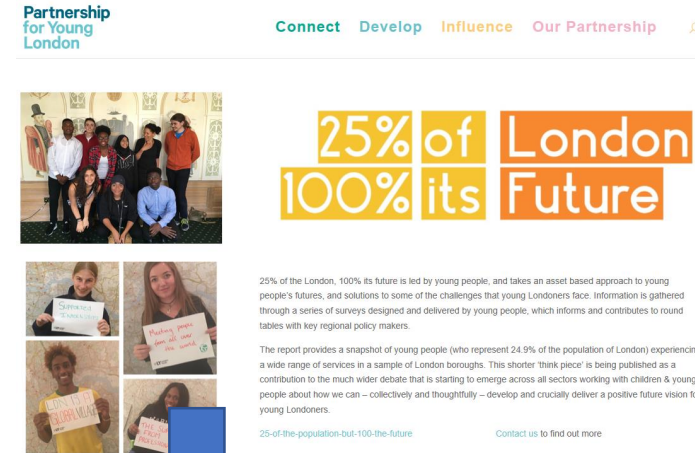 Partnership
for Young
London
Connect Develop Influence Our Partnership
25% of London
100% its Future
25% of the London, 100% its future is led by young people, and takes an asset based approach to young
people's futures, and solutions to some of the challenges that young Londoners face. Information is gathered
through a series of surveys designed and delivered by young people, which informs and contributes to round
tables with key regional policy makers.
The report provides a snapshot of young people (who represent 24.9% of the population of London) experiencin
a wide range of services in a sample of London boroughs. This shorter 'think piece' is being published as a
contribution to the much wider debate that is starting to emerge across all sectors working with children & young
people about how we can – collectively and thoughtfully – develop and crucially deliver a positive future vision fo
young Londoners.
25-of-the-population-but-100-the-future
Contact us to find out more
Meeting people
from all over
the world
LDN IS A
GLOBAL VILLAGE